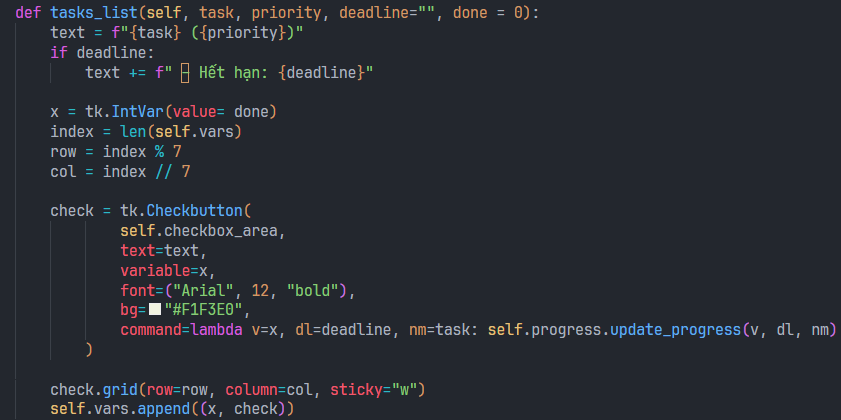 def tasks_list(self, task, priority, deadline="", done = 0):
    text = f"{task} ({priority})"
    if deadline:
        text += f" – Hết hạn: {deadline}"

    x = tk.IntVar(value= done)
    index = len(self.vars)
    row = index % 7
    col = index // 7

    check = tk.Checkbutton(
            self.checkbox_area,
            text=text,
            variable=x,
            font=("Arial", 12, "bold"),
            bg="#F1F3E0",
            command=lambda v=x, dl=deadline, nm=task: self.progress.update_progress(v, dl, nm)
        )

    check.grid(row=row, column=col, sticky="w")
    self.vars.append((x, check))